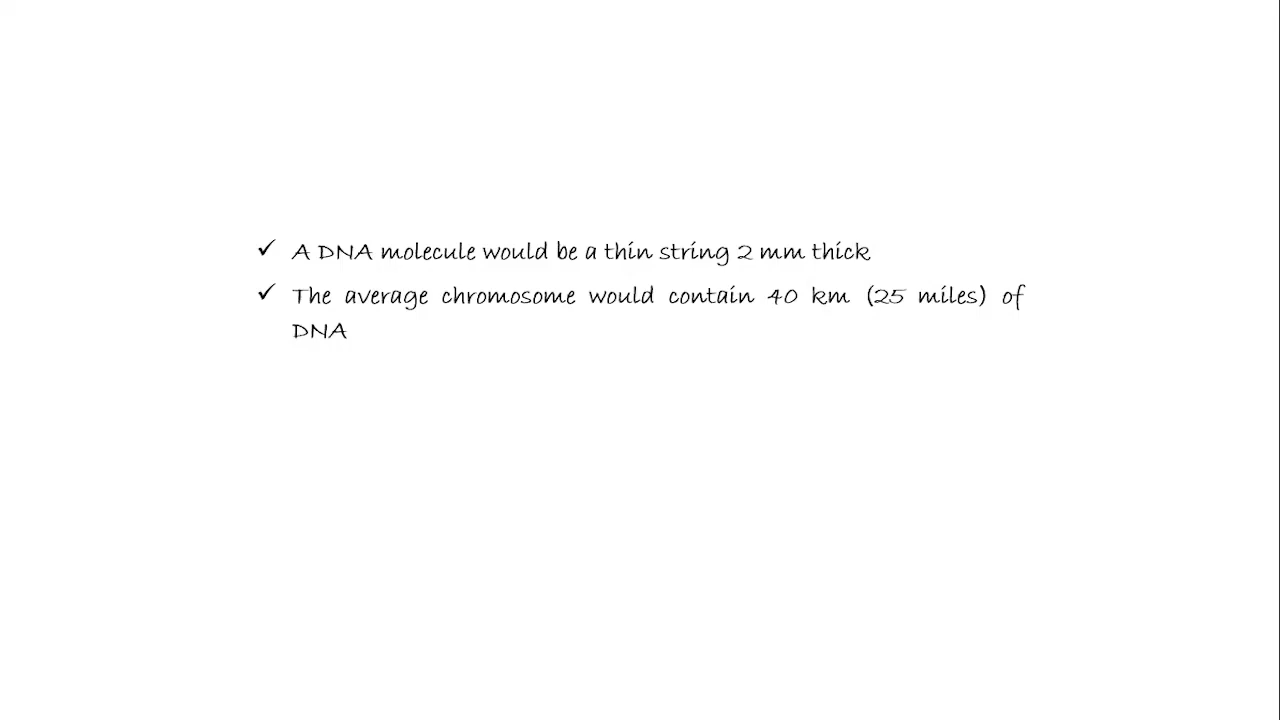 ✓ A DNA molecule would be a thin string 2 mm thick
✓ The average chromosome would contain 40 km (25 miles) of
DNA